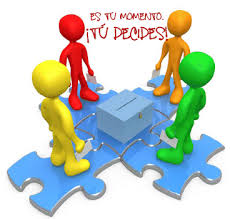 ES TU MOMENTO.
¡TÚ DECIDES!